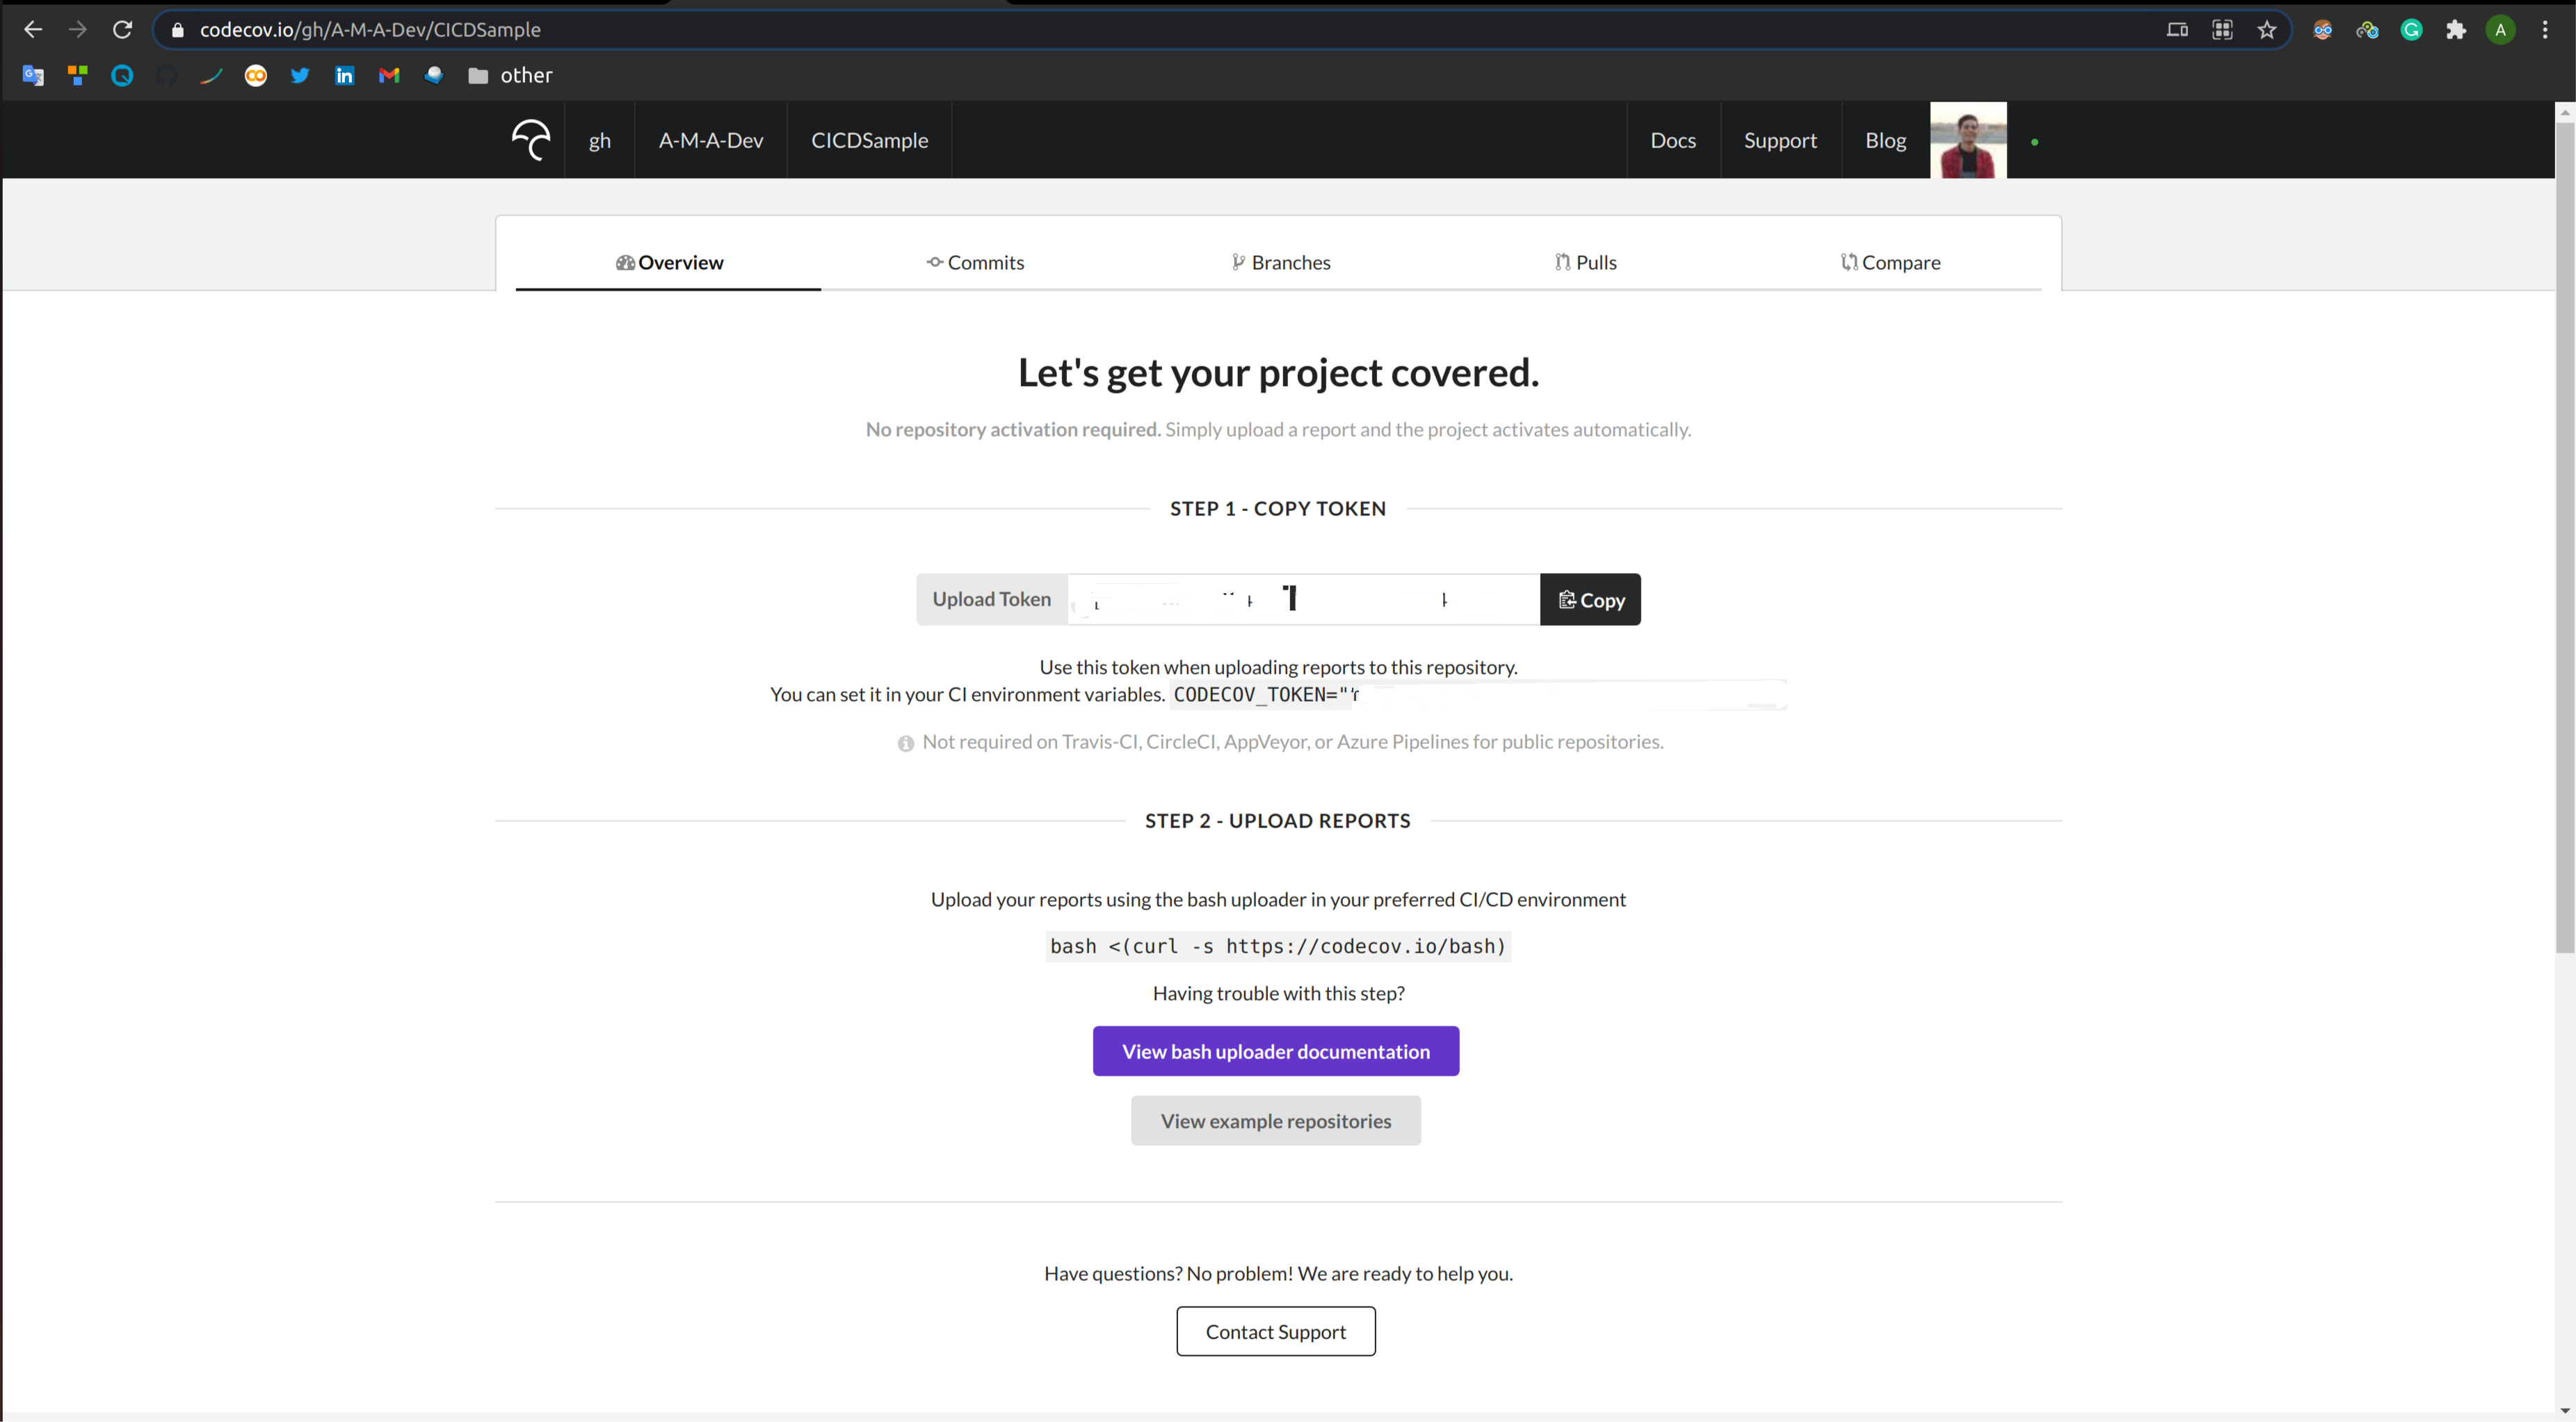 codecov.io/gh/A-M-A-Dev/CICDSample
A
other
gh A-M-A-Dev CICDSample Docs Support Blog
Overview Commits Branches Pulls Compare
Let's get your project covered.
No repository activation required. Simply upload a report and the project activates automatically.
STEP 1 - COPY TOKEN
Upload Token Copy
Use this token when uploading reports to this repository.
You can set it in your CI environment variables. CODECOV_TOKEN="
Not required on Travis-CI, CircleCI, AppVeyor, or Azure Pipelines for public repositories.
STEP 2 - UPLOAD REPORTS
Upload your reports using the bash uploader in your preferred CI/CD environment
bash <(curl -s https://codecov.io/bash)
Having trouble with this step?
View bash uploader documentation
View example repositories
Have questions? No problem! We are ready to help you.
Contact Support